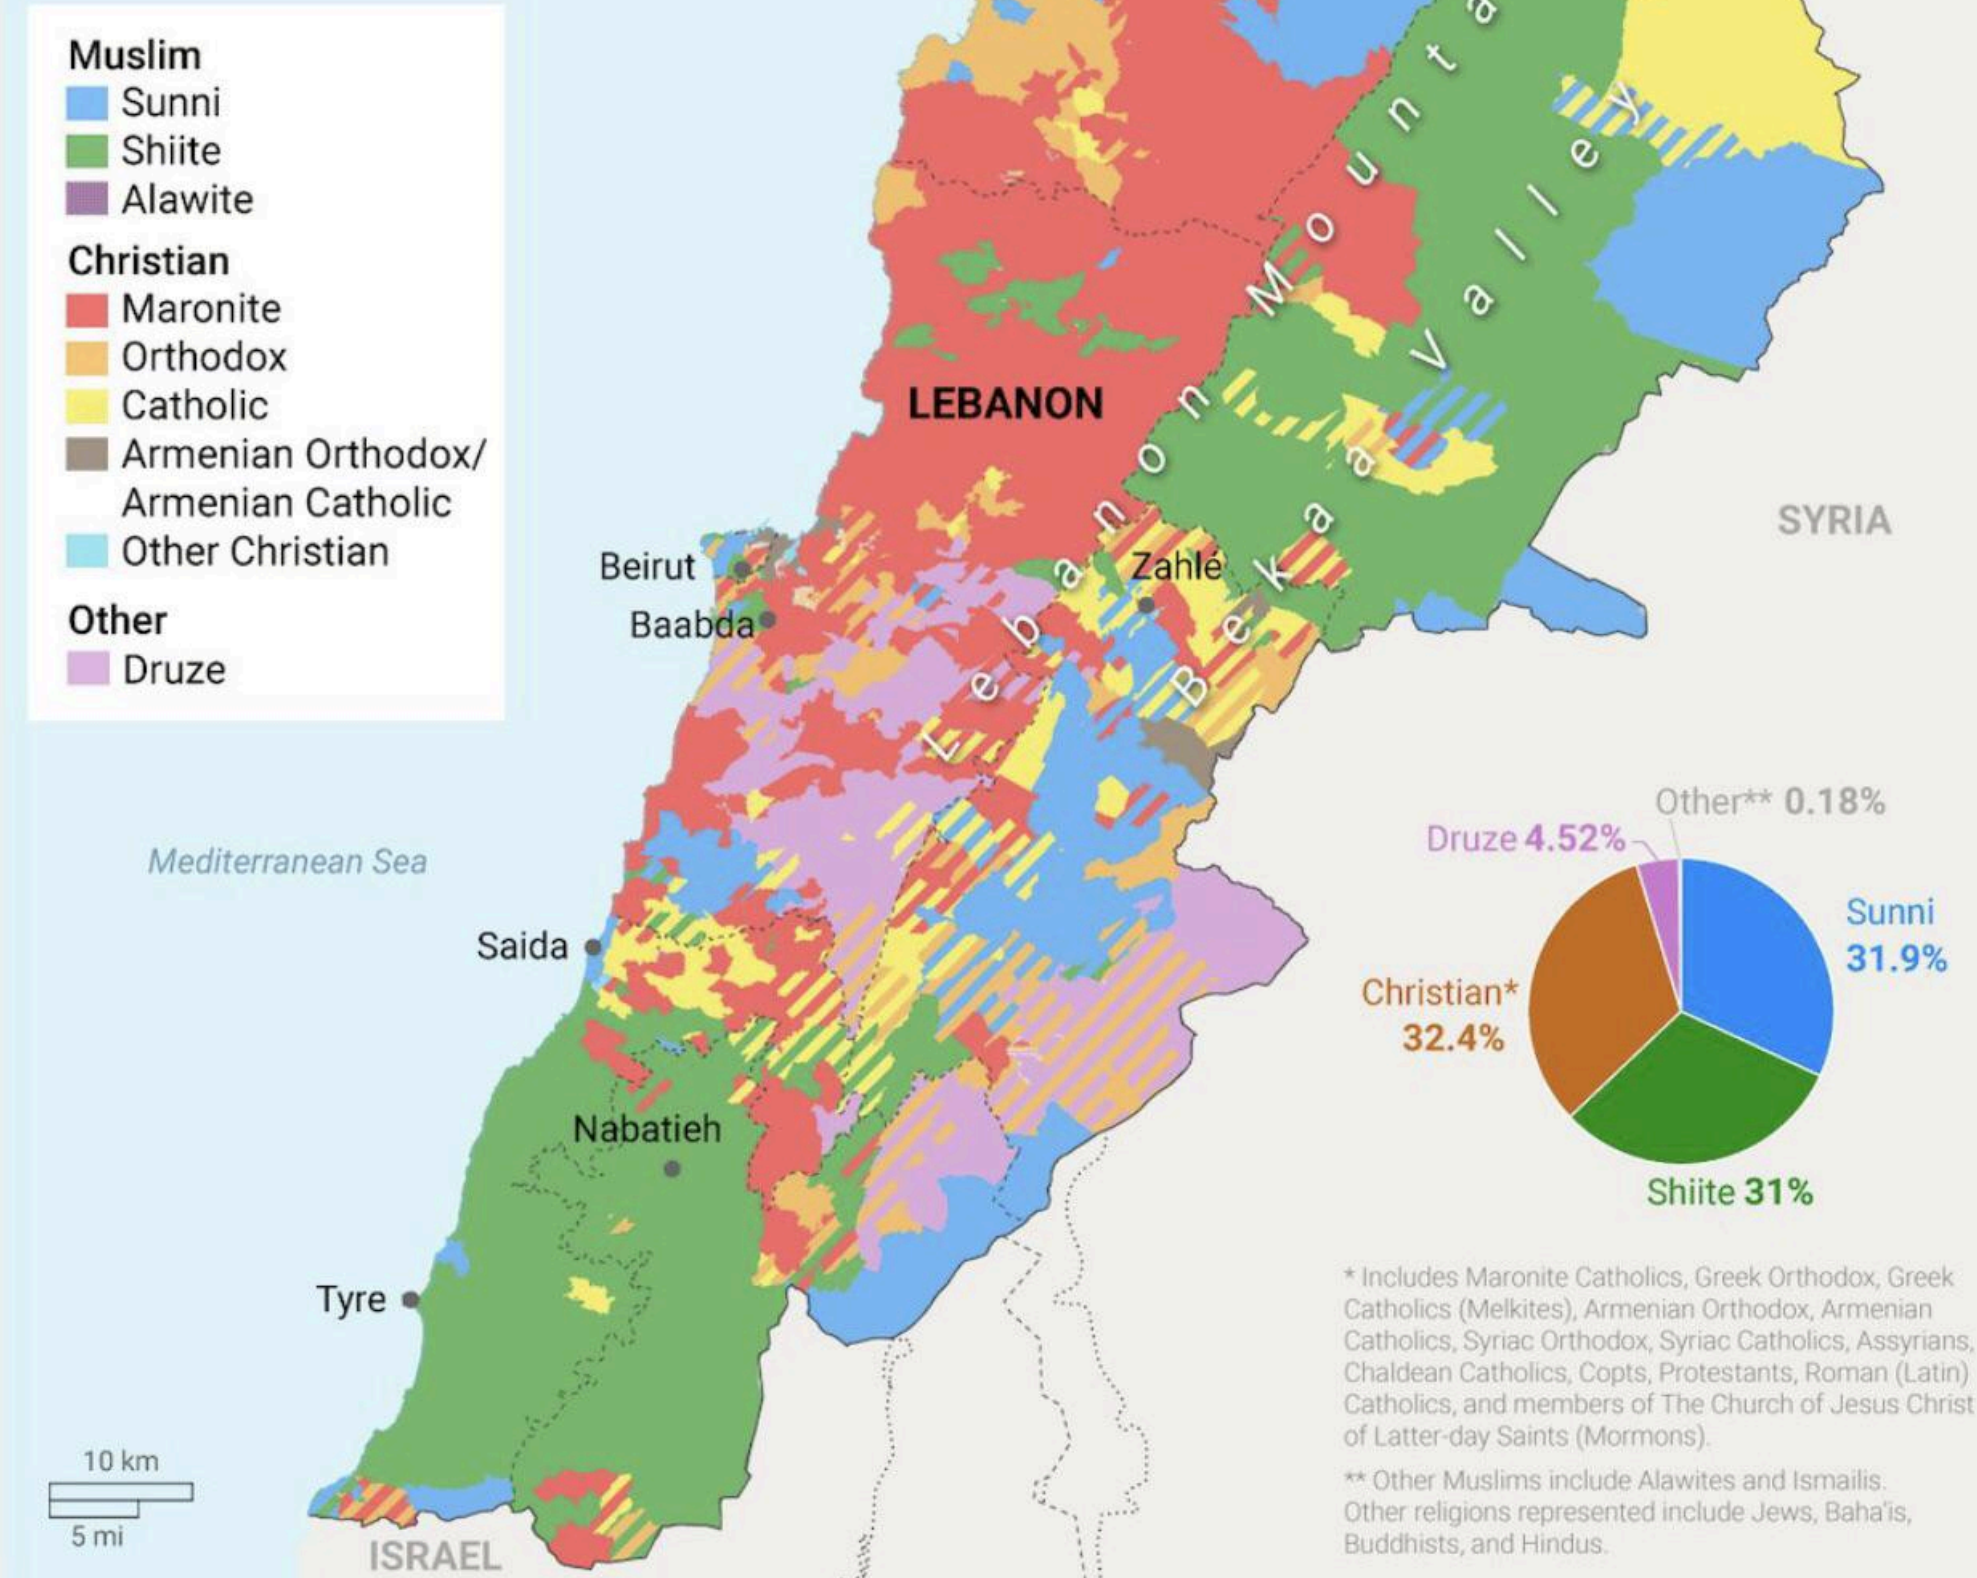 Muslim
Sunni
Shiite
Alawite
Christian
Maronite
Orthodox
Catholic
Armenian Orthodox/
Armenian Catholic
Other Christian
Other
Druze
LEBANON
Lebanon Mounta
Bekaa Valley
SYRIA
Beirut
Zahlé
Baabda
Mediterranean Sea
Saida
Nabatieh
Tyre
10 km
5 mi
ISRAEL
Other** 0.18%
Druze 4.52%
Sunni
31.9%
Christian*
32.4%
Shiite 31%
* Includes Maronite Catholics, Greek Orthodox, Greek
Catholics (Melkites), Armenian Orthodox, Armenian
Catholics, Syriac Orthodox, Syriac Catholics, Assyrians,
Chaldean Catholics, Copts, Protestants, Roman (Latin)
Catholics, and members of The Church of Jesus Christ
of Latter-day Saints (Mormons).
** Other Muslims include Alawites and Ismailis.
Other religions represented include Jews, Baha'is,
Buddhists, and Hindus.